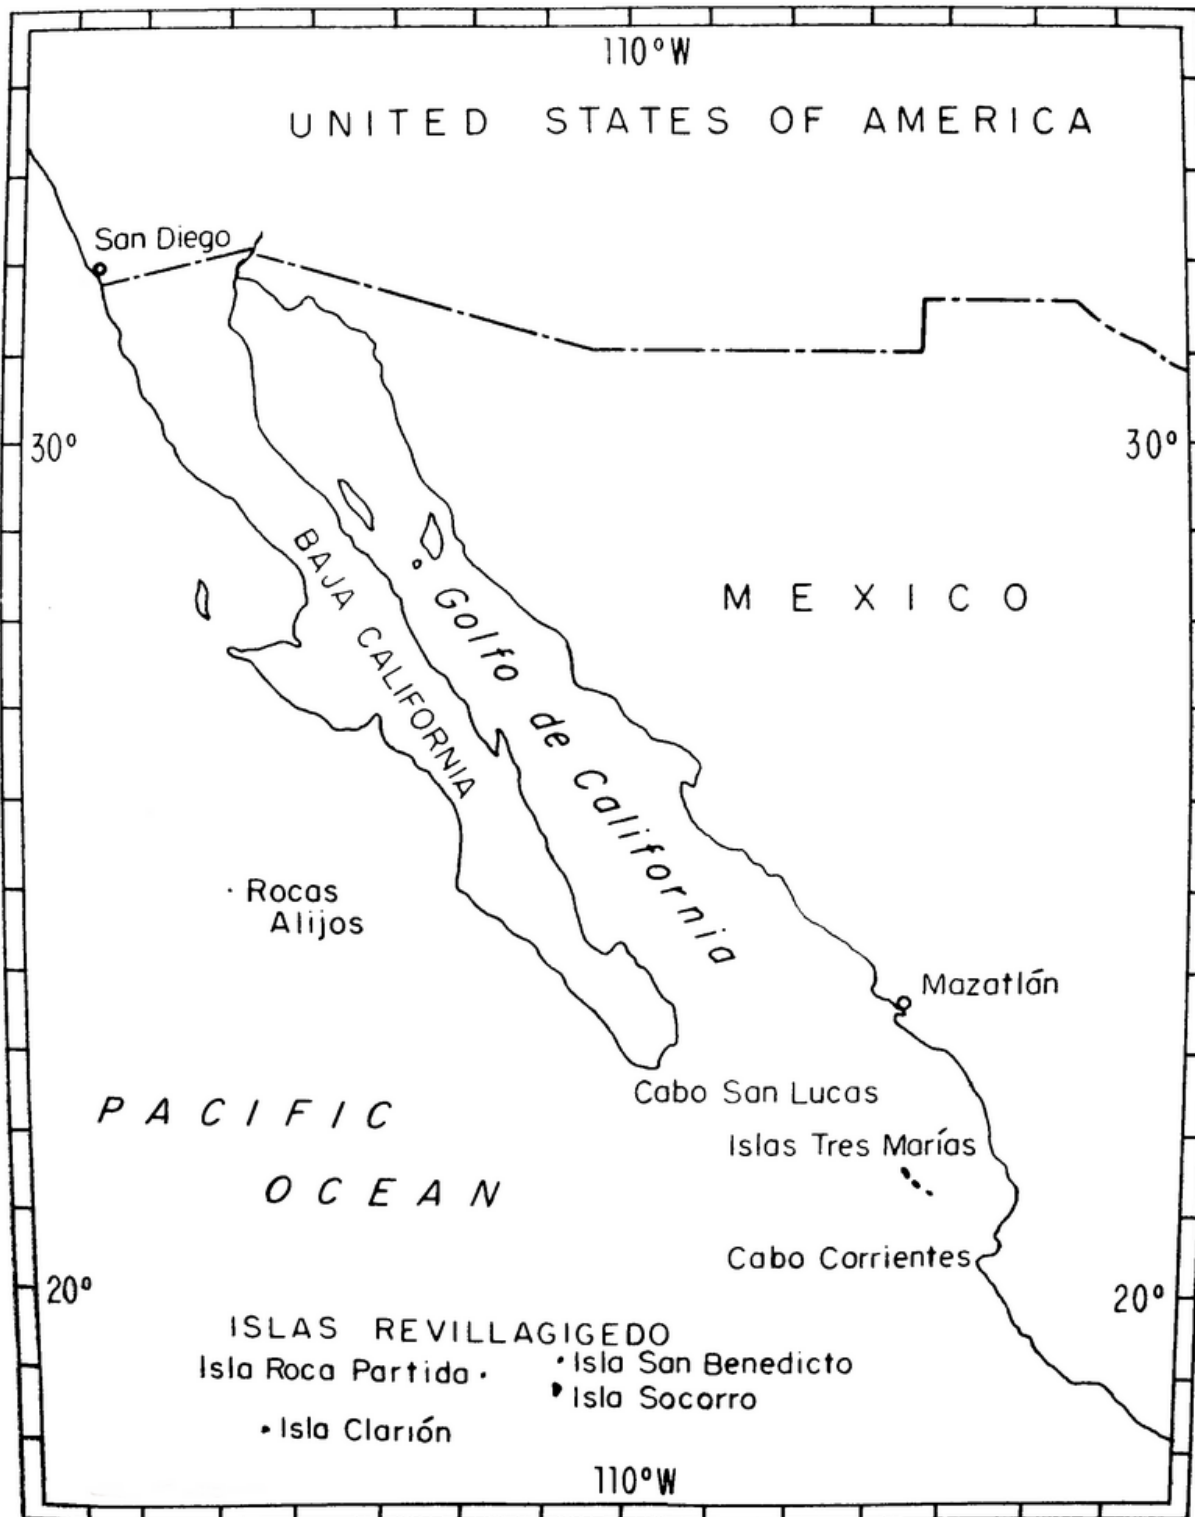 110°W
UNITED STATES OF AMERICA
San Diego
30°
30°
BAJA CALIFORNIA
Golfo de California
MEXICO
Rocas
Alijos
Mazatlán
Cabo San Lucas
PACIFIC
OCEAN
Islas Tres Marías
Cabo Corrientes
20°
20°
ISLAS REVILLAGIGEDO
Isla Roca Partida
Isla San Benedicto
Isla Socorro
Isla Clarión
110°W